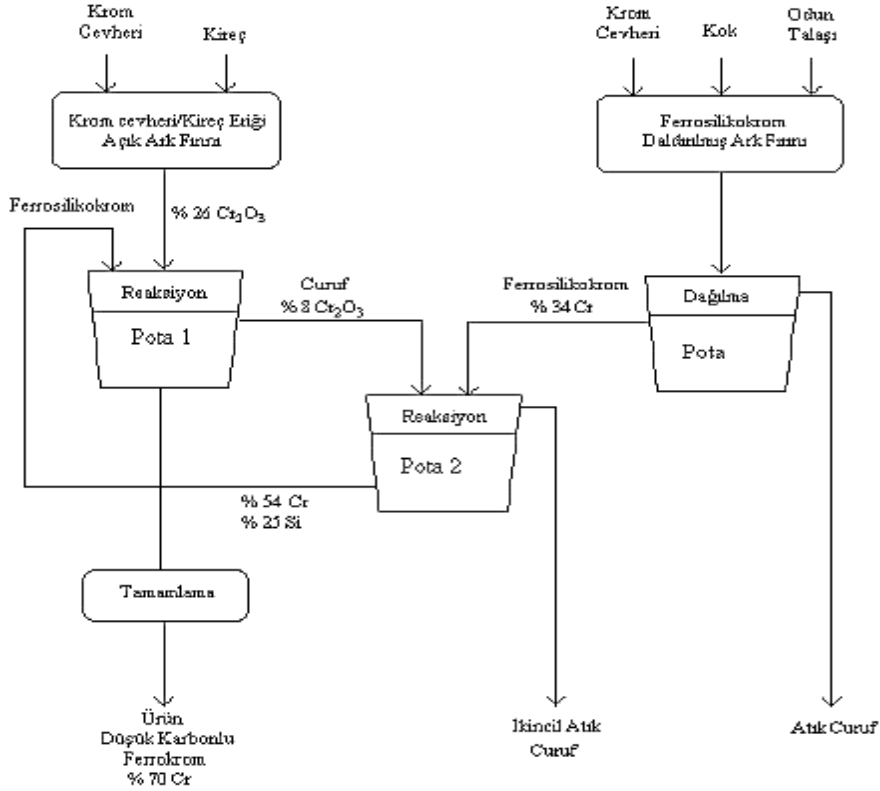 Krom
Cevheri
Kireç
Krom
Cevheri
Kok
Odun
Talaşı
Krom cevheri/Kireç Eriği
Açık Ark Fırını
Ferrosilikokrom
Daldırılmış Ark Fırını
Ferrosilikokrom
% 26 Cr₂O₃
Reaksiyon
Pota 1
Curuf
% 8 Cr₂O₃
Ferrosilikokrom
% 34 Cr
Dağılma
Pota
Reaksiyon
Pota 2
% 54 Cr
% 25 Si
Tamamlama
Ürün
Düşük Karbonlu
Ferrokrom
% 70 Cr
Ikincil Atık
Curuf
Atık Curuf